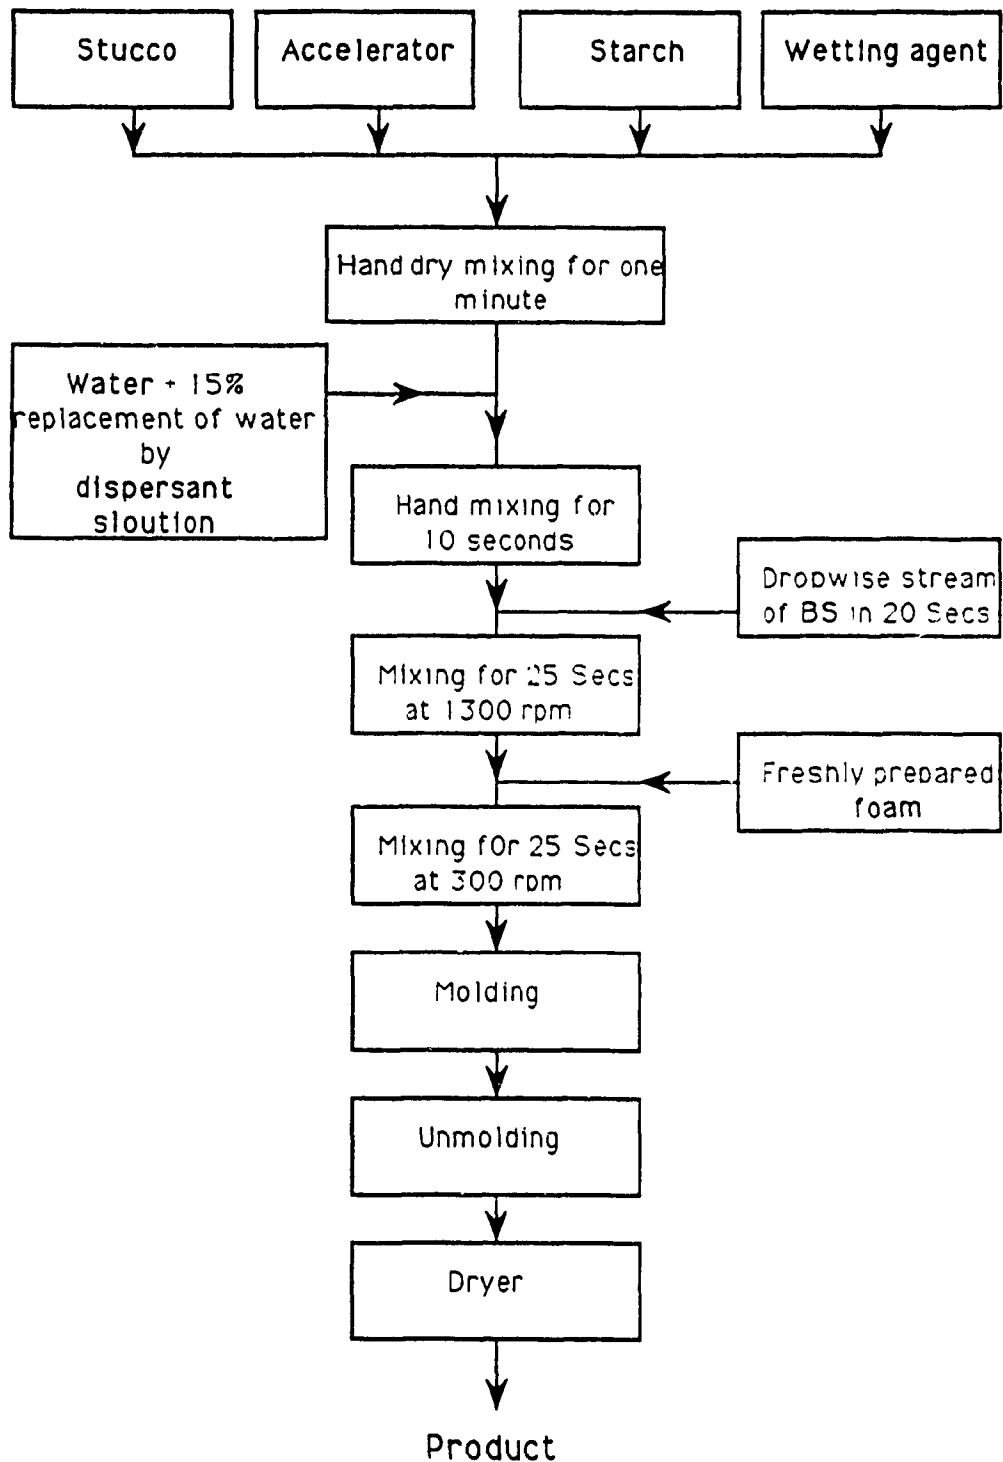 Stucco
Accelerator
Starch
Wetting agent
Hand dry mixing for one
minute
Water + 15%
replacement of water
by
dispersant
sloution
Hand mixing for
10 seconds
Dropwise stream
of BS in 20 Secs
Mixing for 25 Secs
at 1300 rpm
Freshly prepared
foam
Mixing for 25 Secs
at 300 rpm
Molding
Unmolding
Dryer
Product